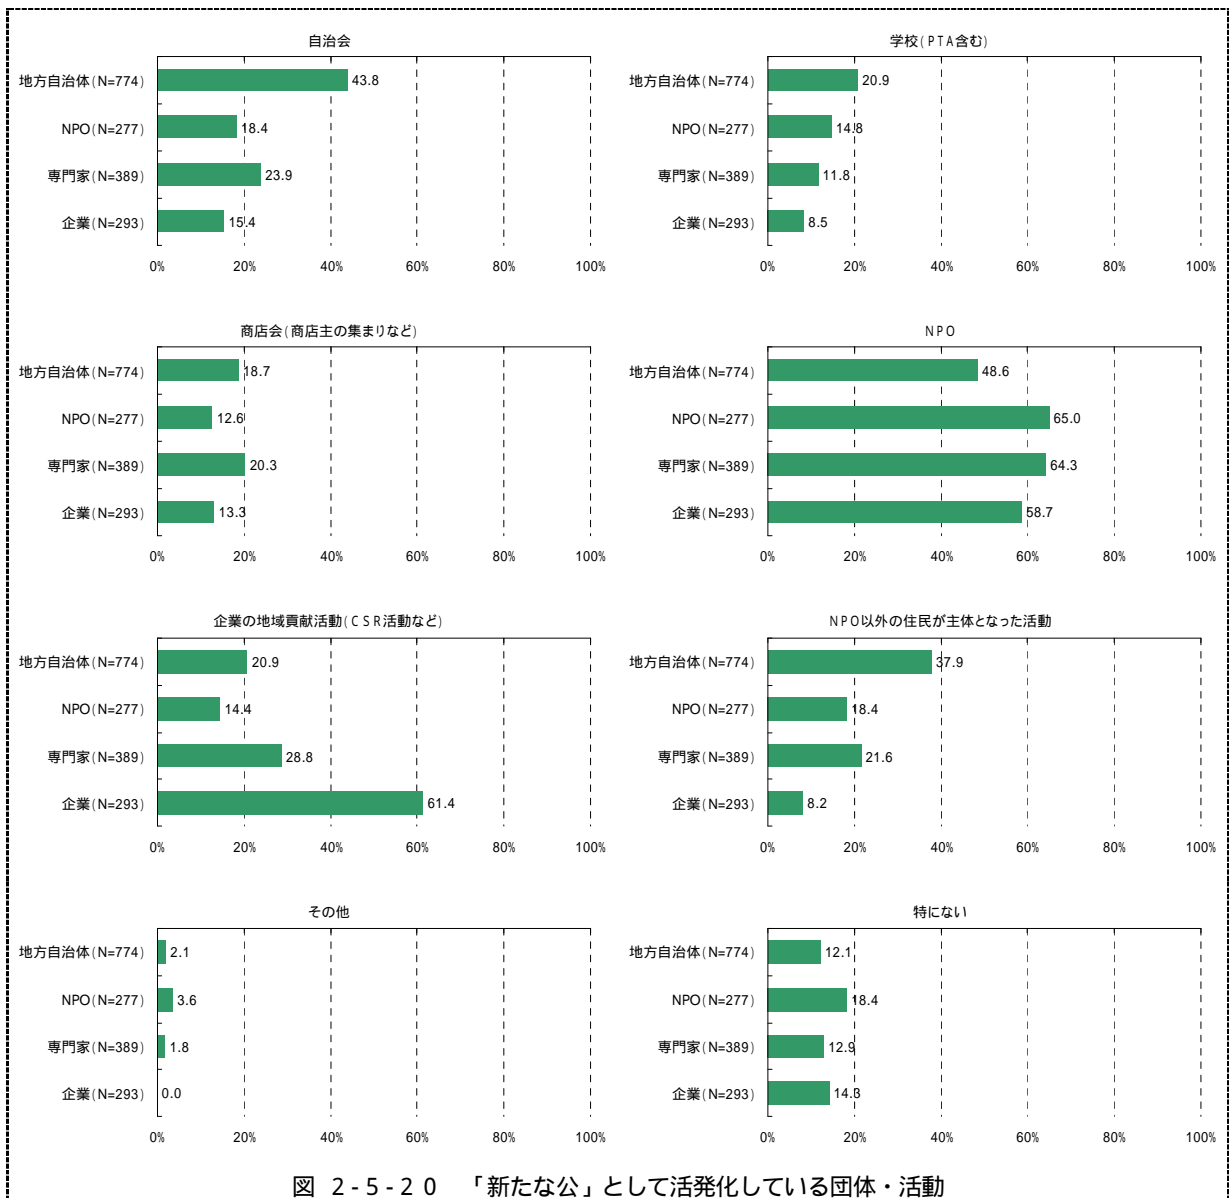 自治会
地方自治体(N=774) 43.8
NPO(N=277) 18.4
専門家(N=389) 23.9
企業(N=293) 15.4
0% 20% 40% 60% 80% 100%
学校(PTA含む)
地方自治体(N=774) 20.9
NPO(N=277) 14.8
専門家(N=389) 11.8
企業(N=293) 8.5
0% 20% 40% 60% 80% 100%
商店会(商店主の集まりなど)
地方自治体(N=774) 18.7
NPO(N=277) 12.6
専門家(N=389) 20.3
企業(N=293) 13.3
0% 20% 40% 60% 80% 100%
NPO
地方自治体(N=774) 48.6
NPO(N=277) 65.0
専門家(N=389) 64.3
企業(N=293) 58.7
0% 20% 40% 60% 80% 100%
企業の地域貢献活動(CSR活動など)
地方自治体(N=774) 20.9
NPO(N=277) 14.4
専門家(N=389) 28.8
企業(N=293) 61.4
0% 20% 40% 60% 80% 100%
NPO以外の住民が主体となった活動
地方自治体(N=774) 37.9
NPO(N=277) 18.4
専門家(N=389) 21.6
企業(N=293) 8.2
0% 20% 40% 60% 80% 100%
その他
地方自治体(N=774) 2.1
NPO(N=277) 3.6
専門家(N=389) 1.8
企業(N=293) 0.0
0% 20% 40% 60% 80% 100%
特にない
地方自治体(N=774) 12.1
NPO(N=277) 18.4
専門家(N=389) 12.9
企業(N=293) 14.3
0% 20% 40% 60% 80% 100%
図 2-5-20 「新たな公」として活発化している団体・活動